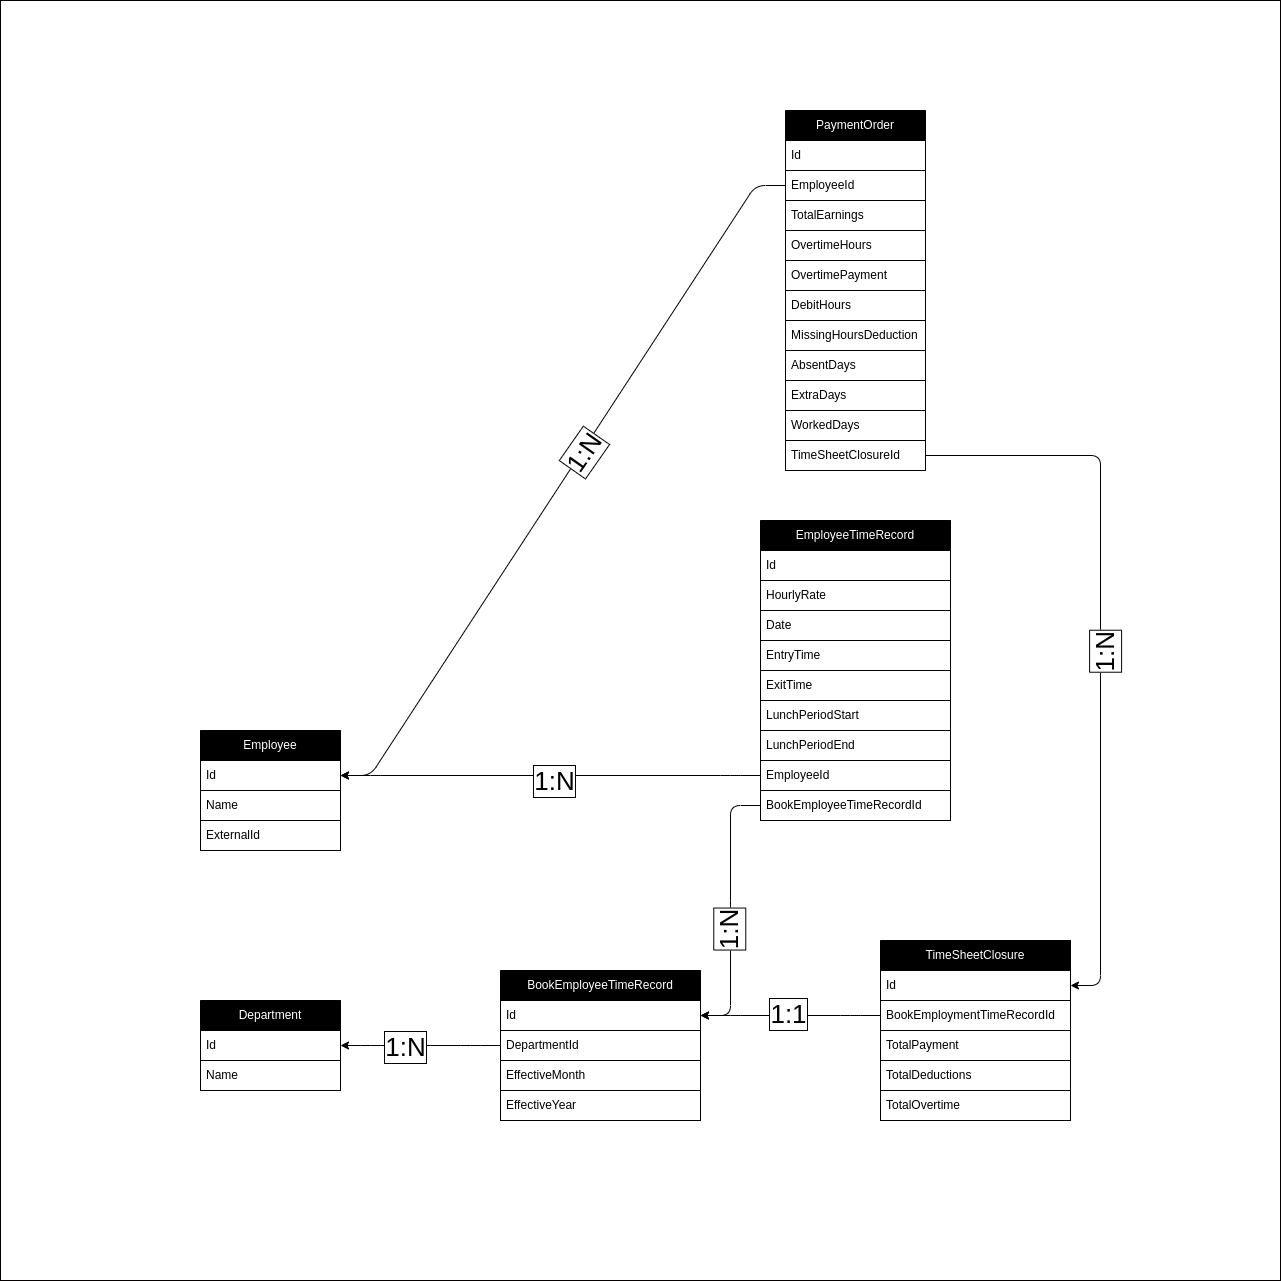 PaymentOrder
Id
EmployeeId
TotalEarnings
OvertimeHours
OvertimePayment
DebitHours
MissingHoursDeduction
AbsentDays
ExtraDays
WorkedDays
TimeSheetClosureId
1:N
EmployeeTimeRecord
Id
HourlyRate
Date
EntryTime
ExitTime
LunchPeriodStart
LunchPeriodEnd
EmployeeId
BookEmployeeTimeRecordId
1:N
Employee
Id
Name
ExternalId
1:N
1:N
TimeSheetClosure
Id
BookEmploymentTimeRecordId
TotalPayment
TotalDeductions
TotalOvertime
1:1
BookEmployeeTimeRecord
Id
DepartmentId
EffectiveMonth
EffectiveYear
1:N
Department
Id
Name